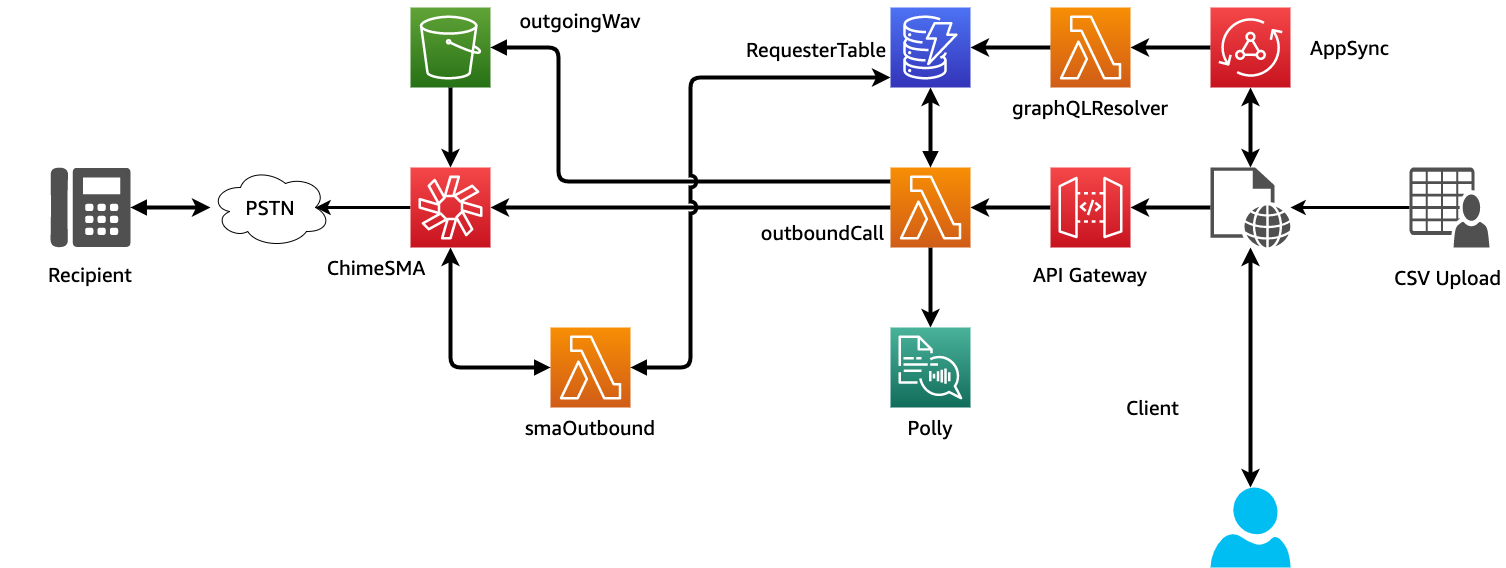 outgoingWav
RequesterTable
AppSync
graphQLResolver
PSTN
outboundCall
Recipient
ChimeSMA
API Gateway
CSV Upload
Client
smaOutbound
Polly